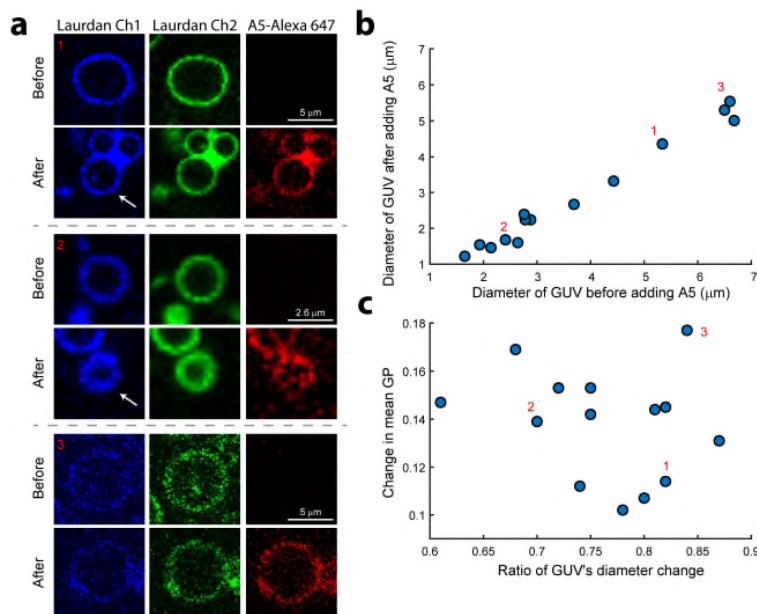 a
Laurdan Ch1 Laurdan Ch2 A5-Alexa 647
1
Before
5 μm
After
2
Before
2.6 μm
After
3
Before
5 μm
After
b
Diameter of GUV after adding A5 (μm)
7
6
5
4
3
2
1
1 2 3 4 5 6 7
Diameter of GUV before adding A5 (μm)
1
2
3
c
Change in mean GP
0.18
0.16
0.14
0.12
0.1
0.6 0.65 0.7 0.75 0.8 0.85 0.9
Ratio of GUV's diameter change
3
2
1